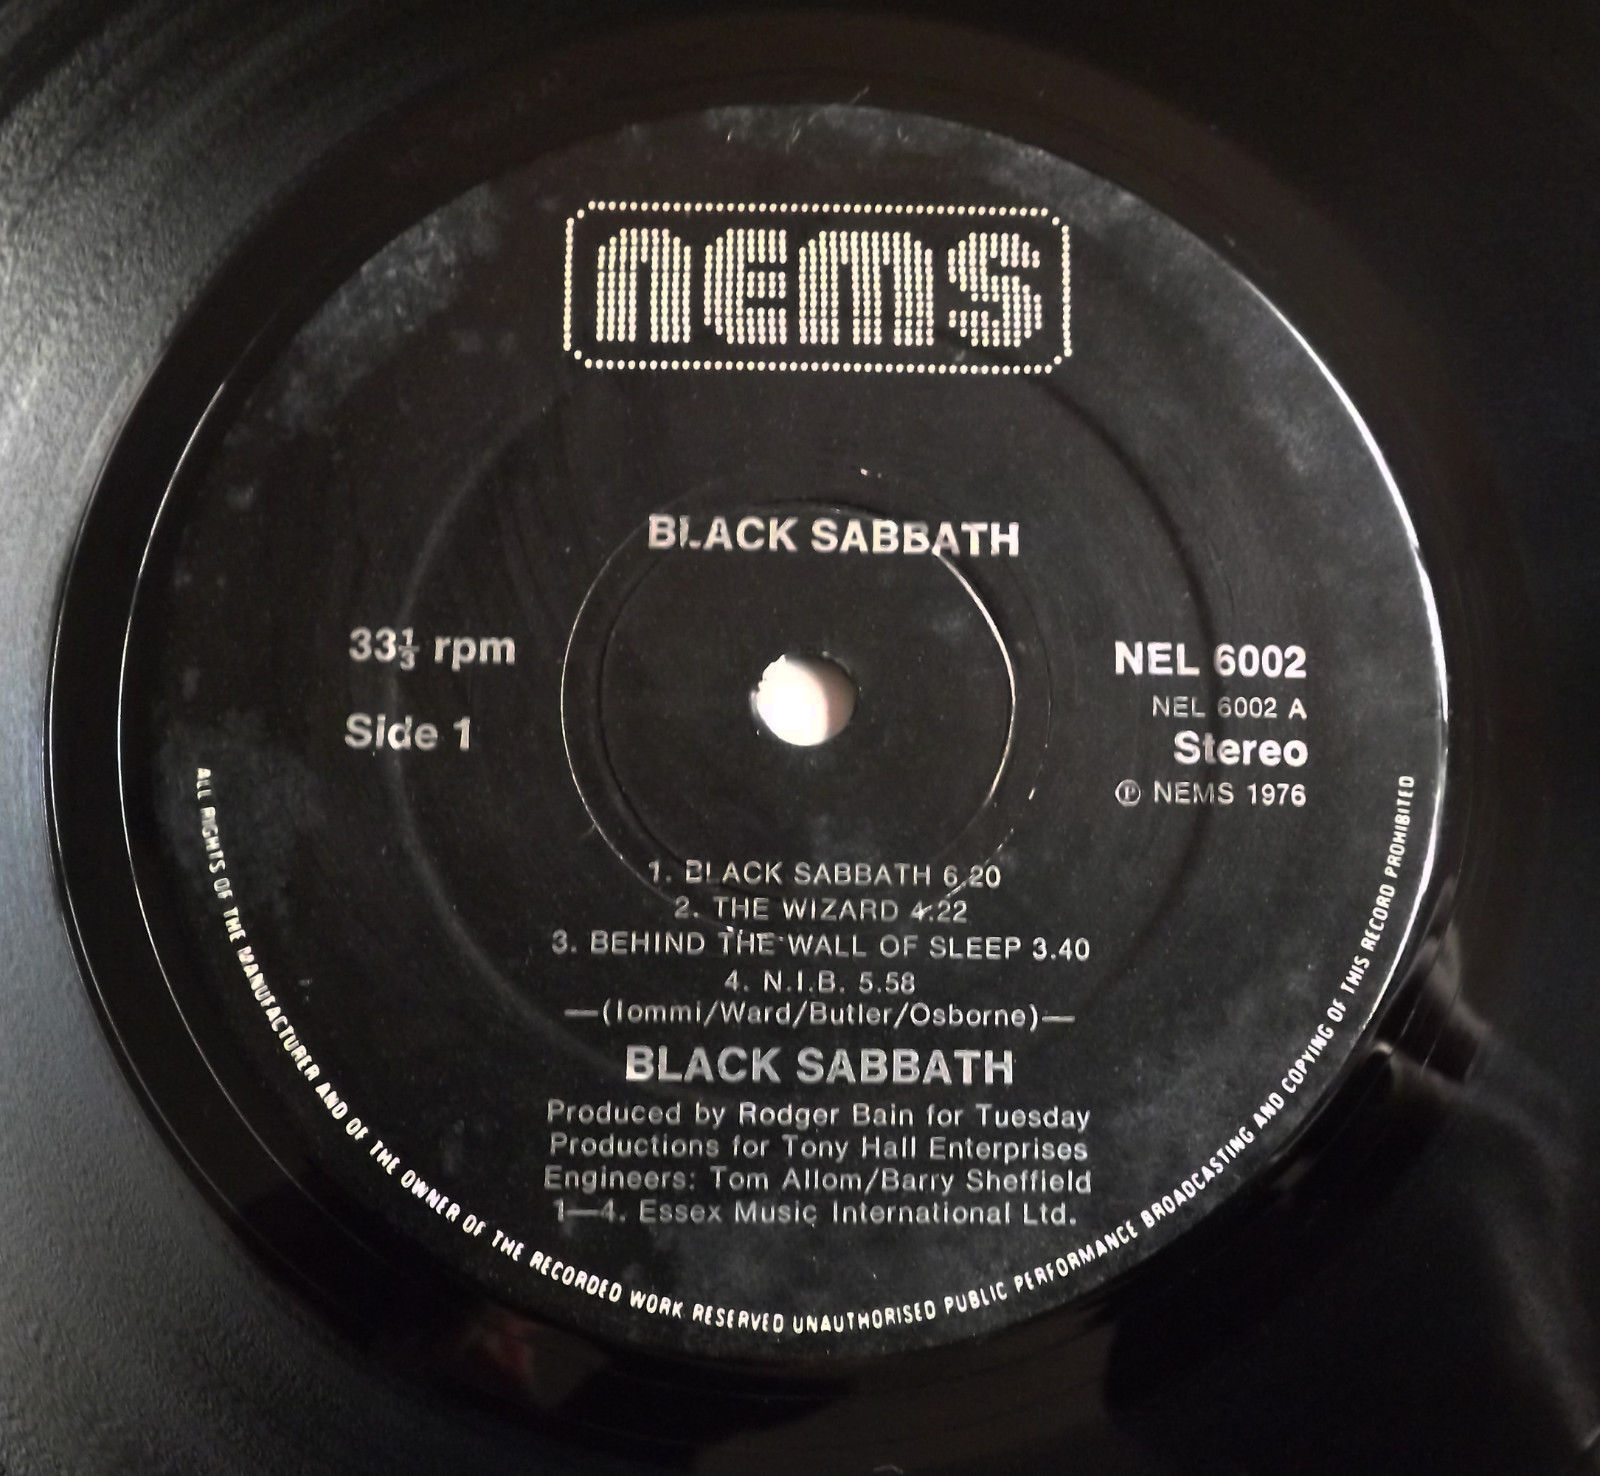 nems
BLACK SABBATH
33⅓ rpm
Side 1
NEL 6002
NEL 6002 A
Stereo
℗ NEMS 1976
1. BLACK SABBATH 6.20
2. THE WIZARD 4.22
3. BEHIND THE WALL OF SLEEP 3.40
4. N.I.B. 5.58
—(Iommi/Ward/Butler/Osborne)—
BLACK SABBATH
Produced by Rodger Bain for Tuesday
Productions for Tony Hall Enterprises
Engineers: Tom Allom/Barry Sheffield
1—4. Essex Music International Ltd.
ALL RIGHTS OF THE MANUFACTURER AND OF THE OWNER OF THE RECORDED WORK RESERVED UNAUTHORISED PUBLIC PERFORMANCE BROADCASTING AND COPYING OF THIS RECORD PROHIBITED